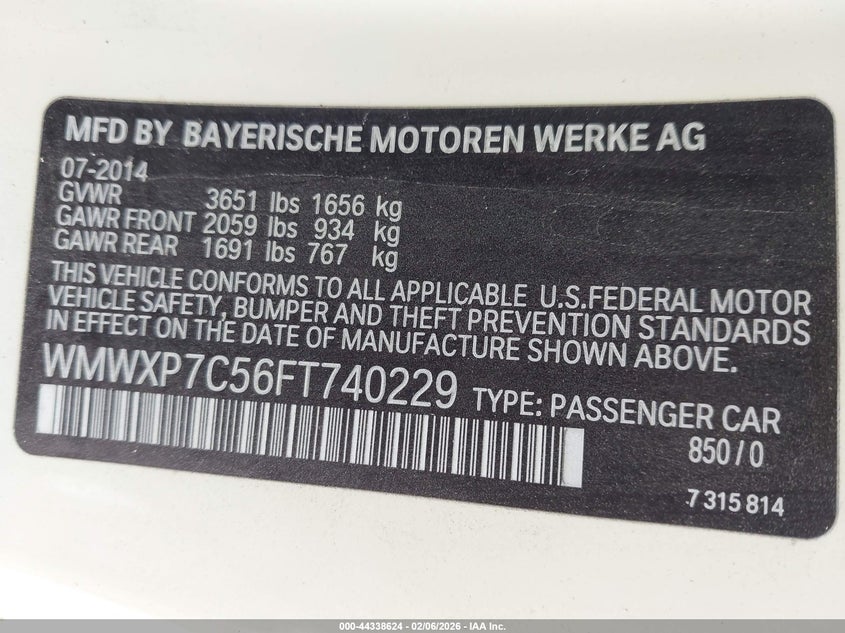 MFD BY BAYERISCHE MOTOREN WERKE AG
07-2014
GVWR 3651 lbs 1656 kg
GAWR FRONT 2059 lbs 934 kg
GAWR REAR 1691 lbs 767 kg
THIS VEHICLE CONFORMS TO ALL APPLICABLE U.S.FEDERAL MOTOR
VEHICLE SAFETY, BUMPER AND THEFT PREVENTION STANDARDS
IN EFFECT ON THE DATE OF MANUFACTURE SHOWN ABOVE.
WMWXP7C56FT740229 TYPE: PASSENGER CAR
850/0
7 315 814
000-44338624 | 02/06/2026 - IAA Inc.